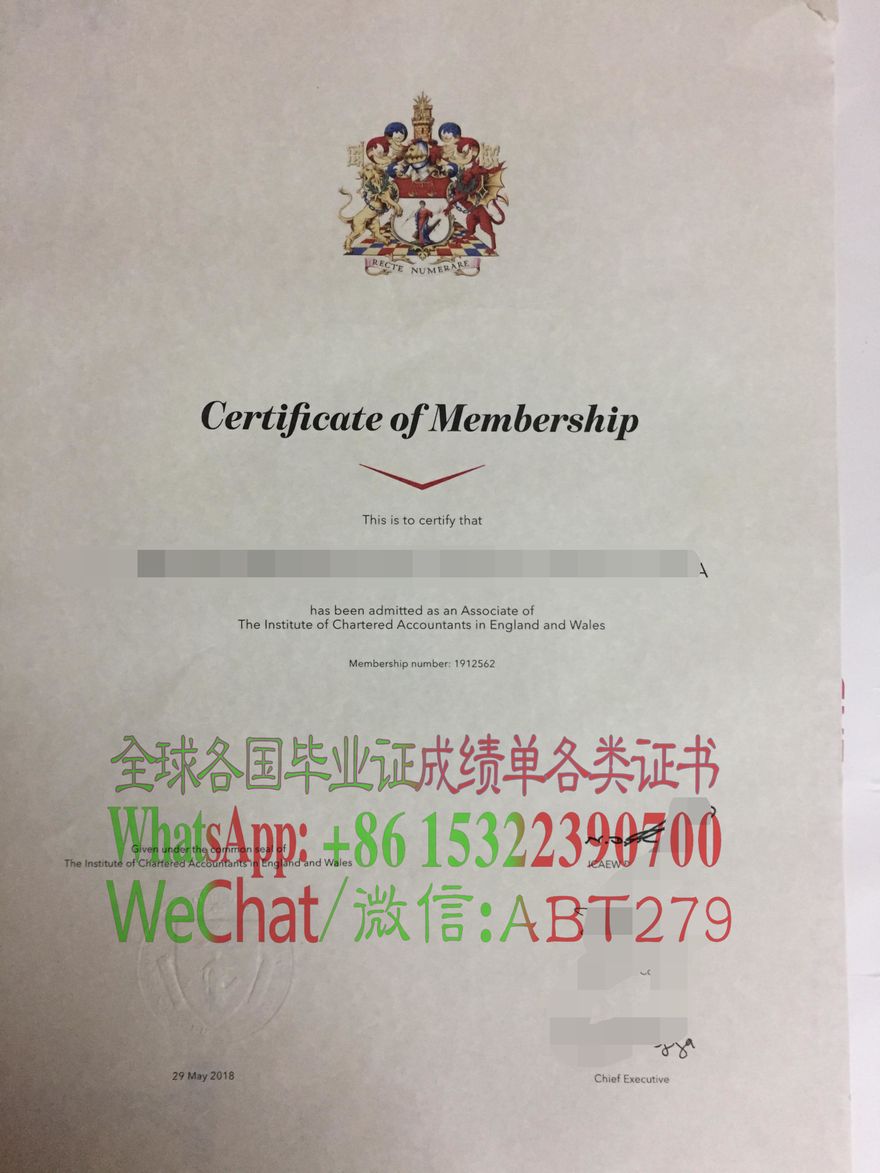 RECTE NUMERARE
Certificate of Membership
This is to certify that
has been admitted as an Associate of
The Institute of Chartered Accountants in England and Wales
Membership number: 1912562
全球各国毕业证成绩单各类证书
WhatsApp: +86 15322390700
Given under the common seal of
The Institute of Chartered Accountants in England and Wales
ICAEW
WeChat/微信:ABT279
29 May 2018
Chief Executive